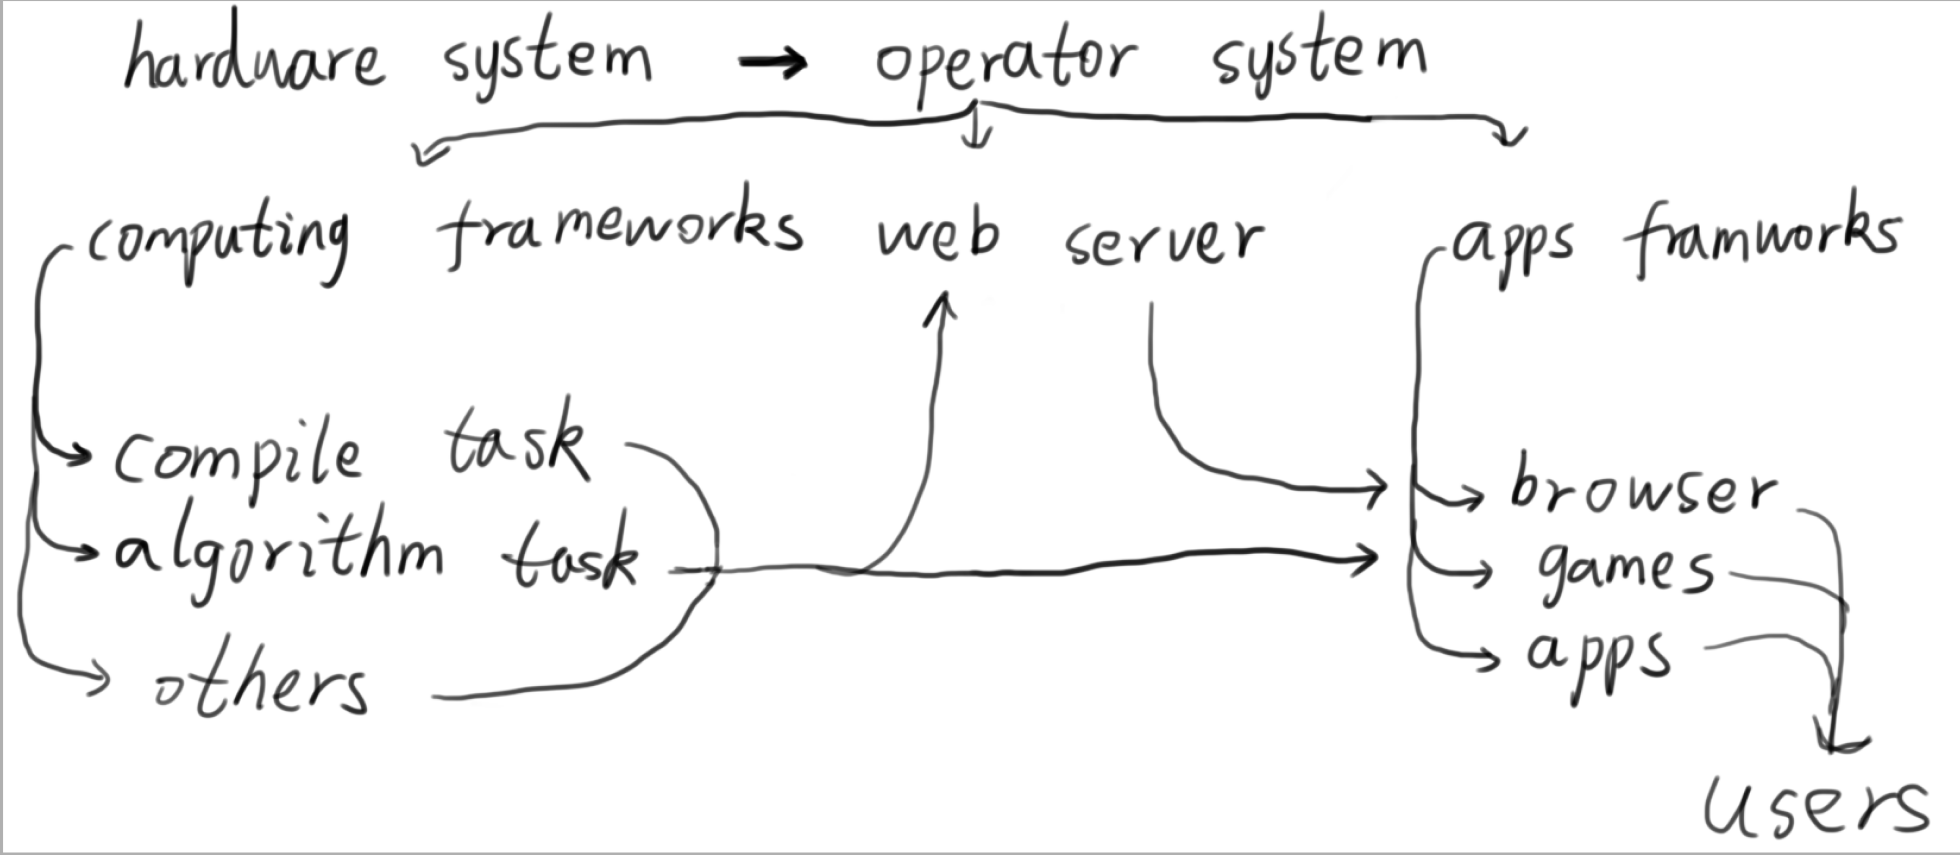 hardware system → operator system
computing frameworks web server apps framworks
compile task
browser
algorithm task
games
others
apps
users